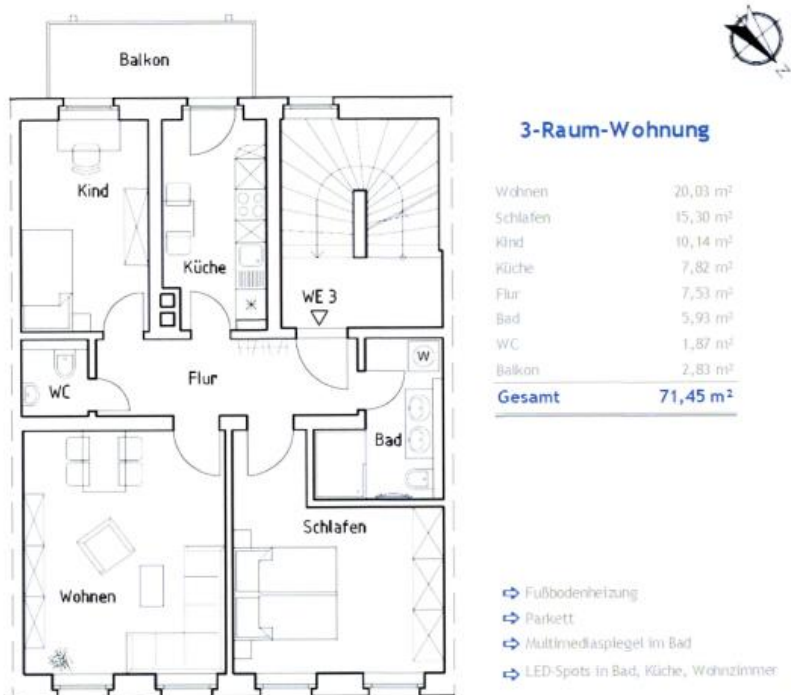 Balkon
N
Kind
Küche
WE 3
WC
Flur
W
Bad
Wohnen
Schlafen
3-Raum-Wohnung
Wohnen 20,03 m²
Schlafen 15,30 m²
Kind 10,14 m²
Küche 7,82 m²
Flur 7,53 m²
Bad 5,93 m²
WC 1,87 m²
Balkon 2,83 m²
Gesamt 71,45 m²
Fußbodenheizung
Parkett
Multimediaspiegel im Bad
LED-Spots in Bad, Küche, Wohnzimmer